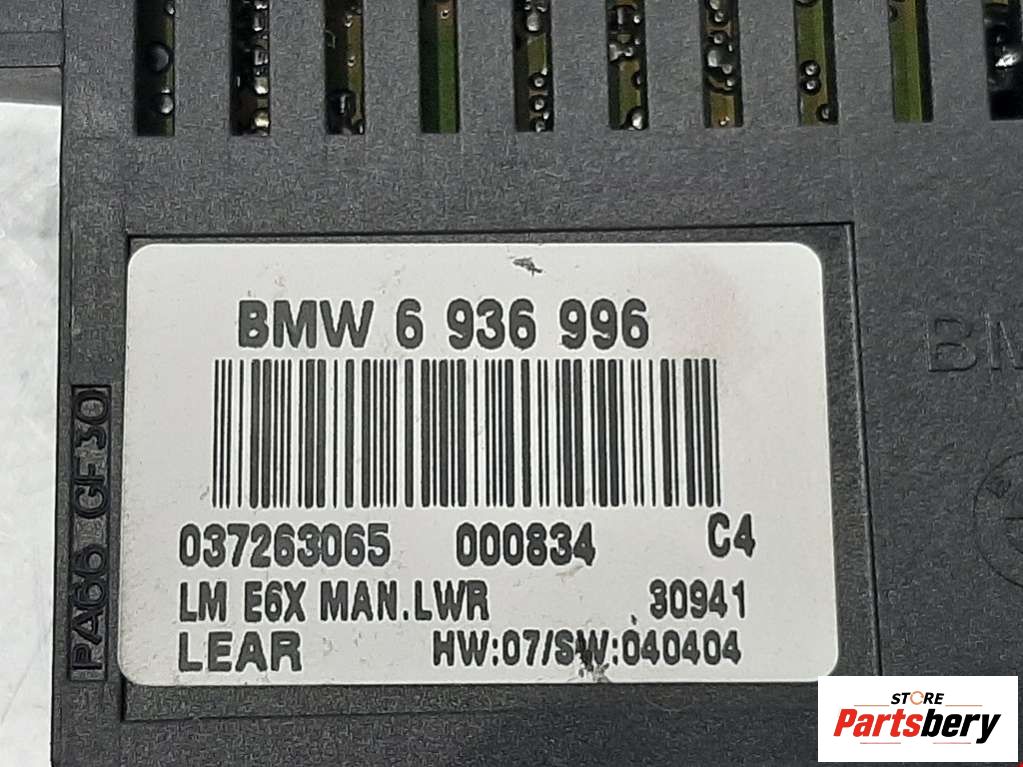 BMW 6 936 996
037263065 000834 C4
LM E6X MAN.LWR 30941
LEAR HW:07/SW:040404
PA66 GF30
BM
STORE
Partsbery